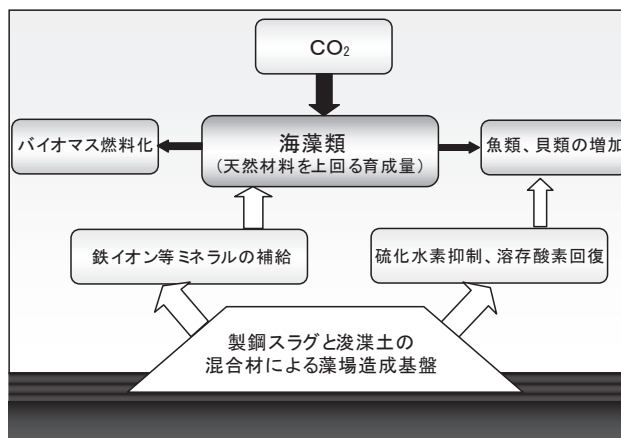 CO₂
バイオマス燃料化
海藻類
(天然材料を上回る育成量)
魚類、貝類の増加
鉄イオン等ミネラルの補給
硫化水素抑制、溶存酸素回復
製鋼スラグと浚渫土の
混合材による藻場造成基盤